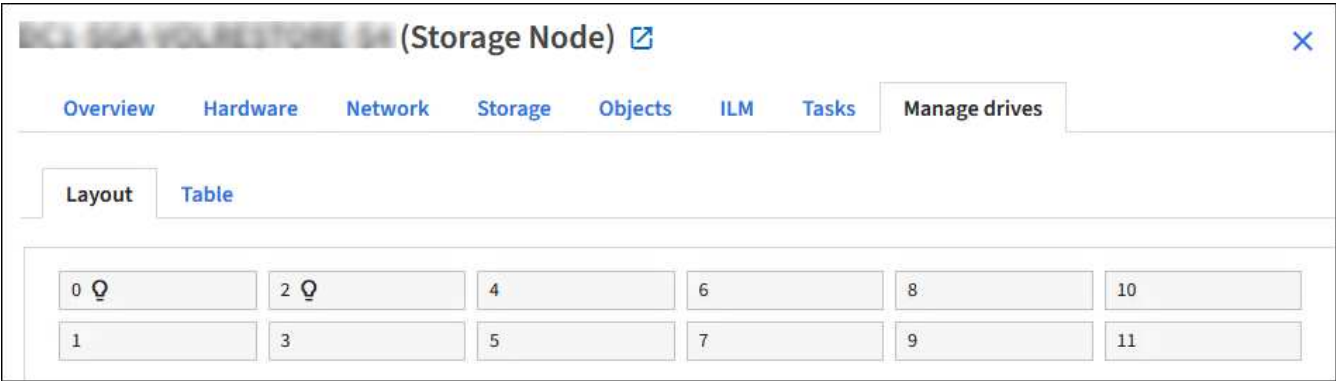 (Storage Node)
Overview Hardware Network Storage Objects ILM Tasks Manage drives
Layout Table
0 2 4 6 8 10
1 3 5 7 9 11